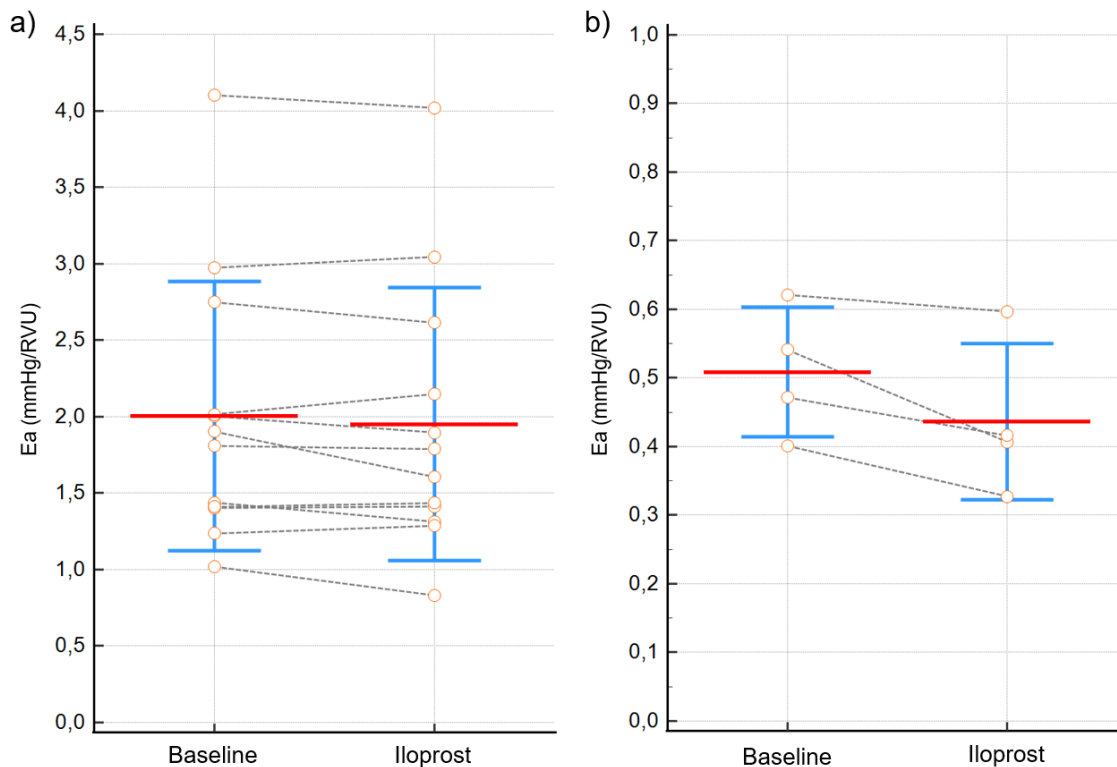 a)
Ea (mmHg/RVU)
4,5
4,0
3,5
3,0
2,5
2,0
1,5
1,0
0,5
0,0
Baseline
Iloprost
b)
Ea (mmHg/RVU)
1,0
0,9
0,8
0,7
0,6
0,5
0,4
0,3
0,2
0,1
0,0
Baseline
Iloprost